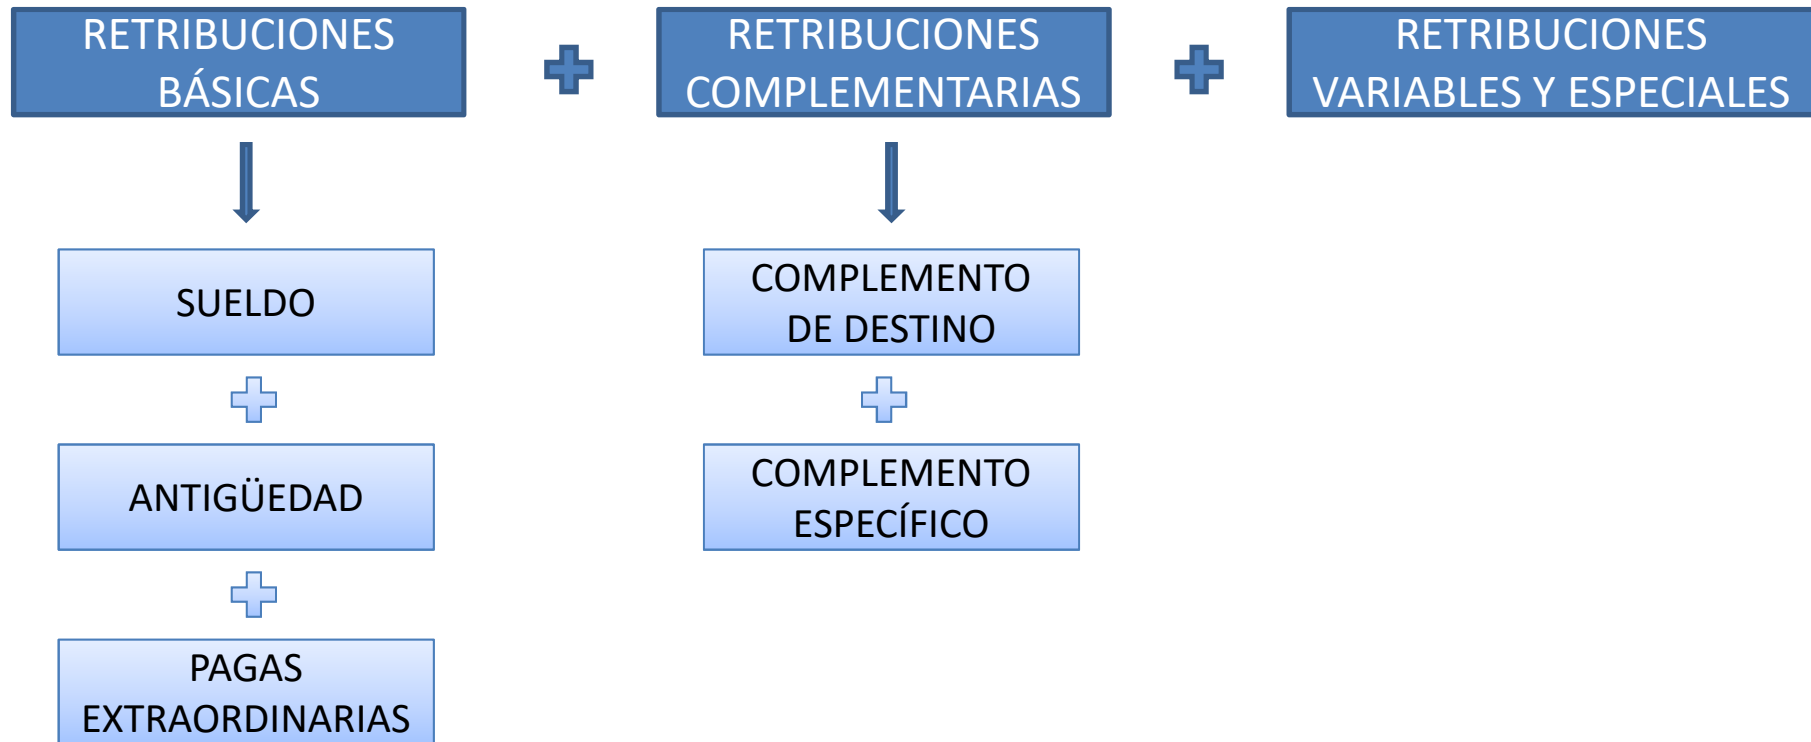 RETRIBUCIONES
BÁSICAS
RETRIBUCIONES
COMPLEMENTARIAS
RETRIBUCIONES
VARIABLES Y ESPECIALES
SUELDO
ANTIGÜEDAD
PAGAS
EXTRAORDINARIAS
COMPLEMENTO
DE DESTINO
COMPLEMENTO
ESPECÍFICO